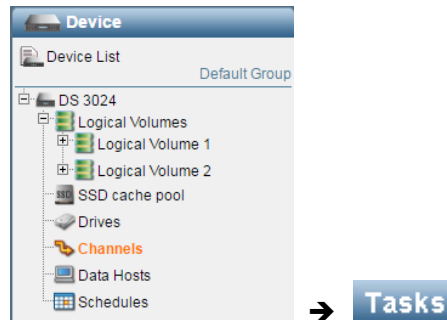 Device
Device List
Default Group
DS 3024
Logical Volumes
Logical Volume 1
Logical Volume 2
SSD cache pool
Drives
Channels
Data Hosts
Schedules
Tasks